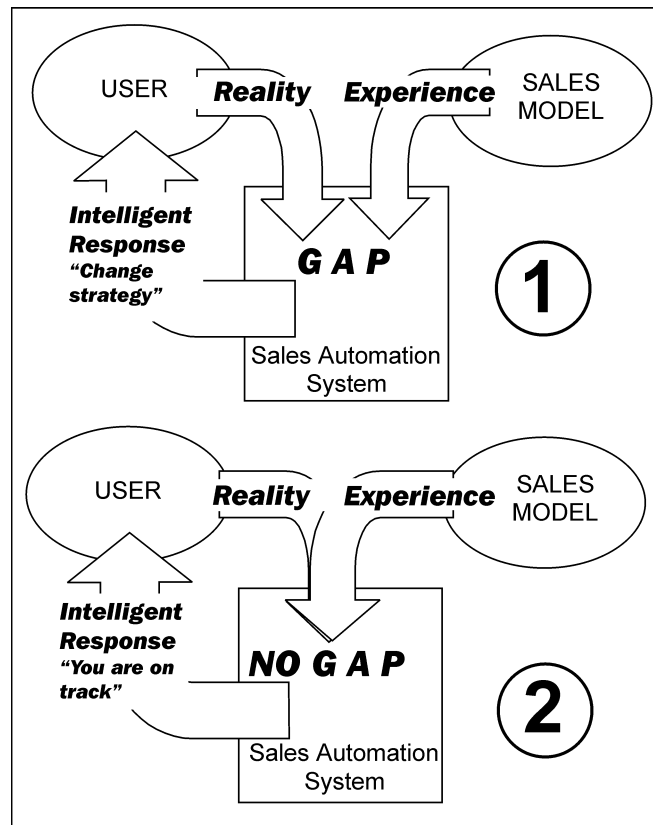 USER
Reality
Experience
SALES
MODEL
Intelligent
Response
“Change
strategy”
G A P
1
Sales Automation
System
USER
Reality
Experience
SALES
MODEL
Intelligent
Response
“You are on
track”
NO G A P
2
Sales Automation
System